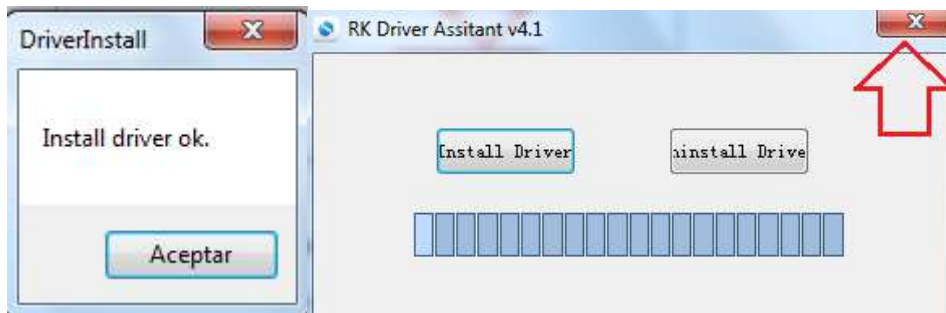 DriverInstall
Install driver ok.
Aceptar
RK Driver Assitant v4.1
Install Driver
ninstall Drive